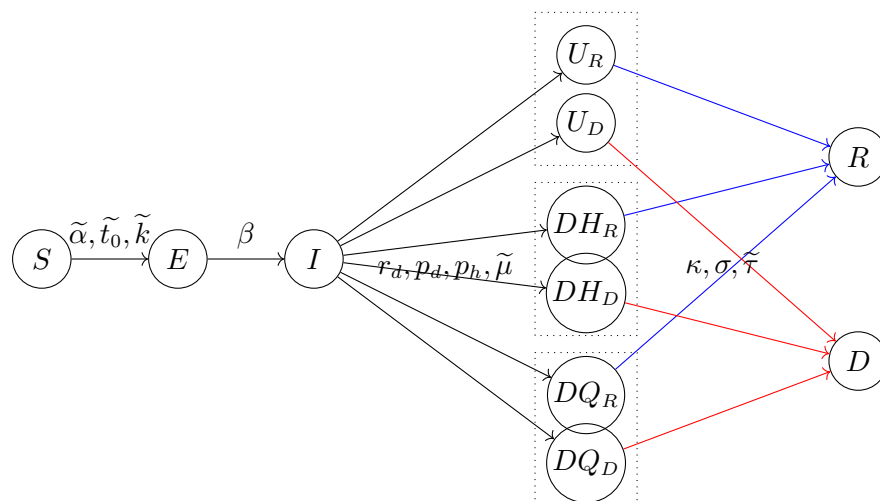 U_R
U_D
R
α̃, t̃₀, k̃
β
S
E
I
DH_R
r_d, p_d, p_h, μ̃
κ, σ, τ̃
DH_D
D
DQ_R
DQ_D